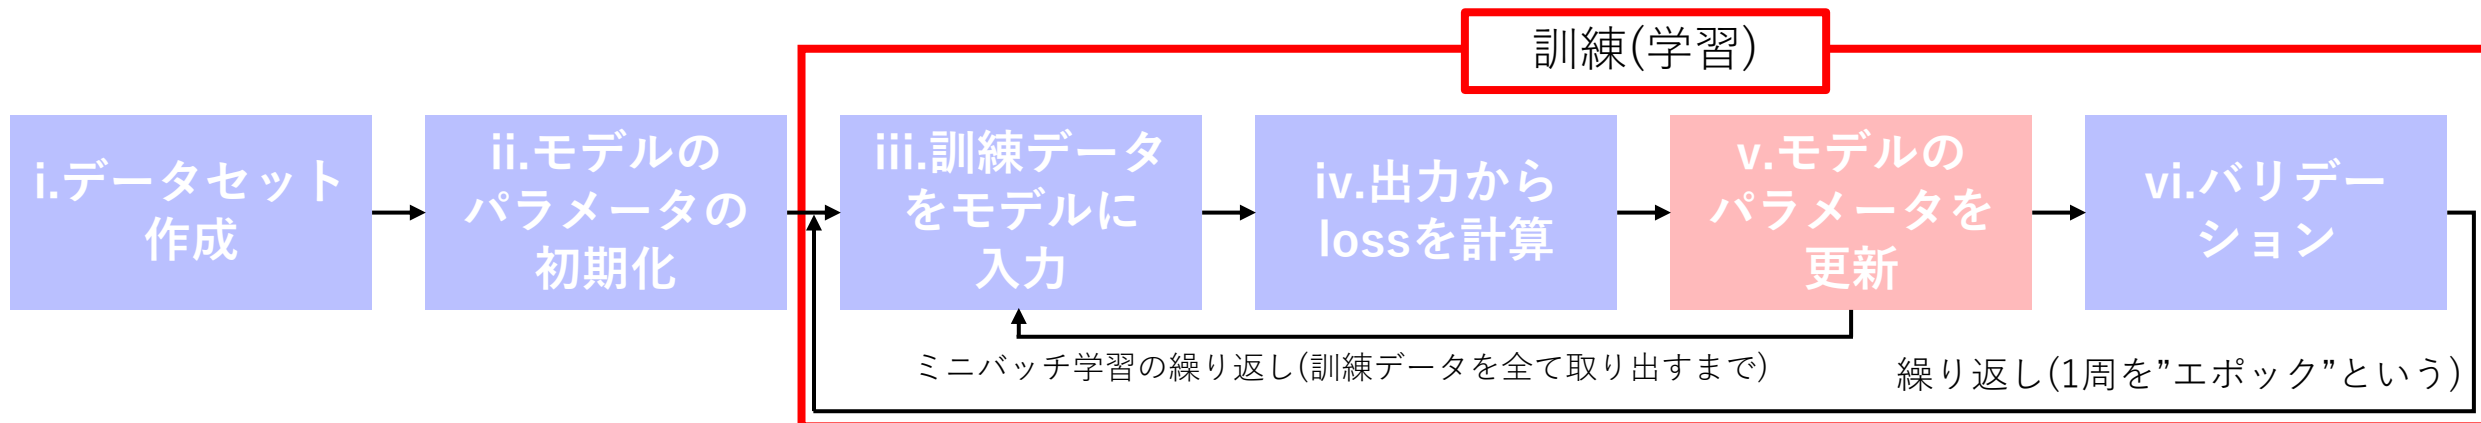 訓練(学習)
i.データセット
作成
ii.モデルの
パラメータの
初期化
iii.訓練データ
をモデルに
入力
iv.出力から
lossを計算
v.モデルの
パラメータを
更新
vi.バリデー
ション
ミニバッチ学習の繰り返し(訓練データを全て取り出すまで)
繰り返し(1周を”エポック”という)